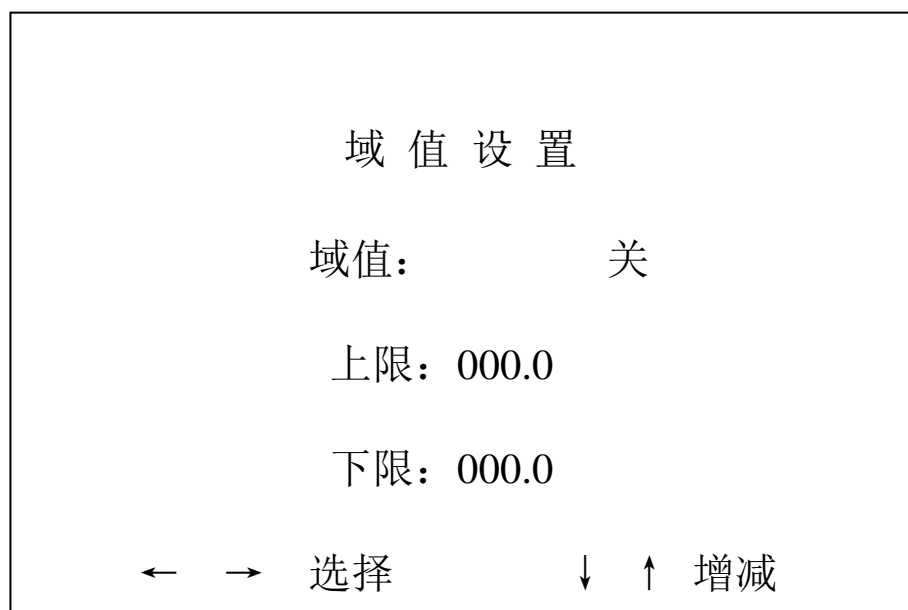 域 值 设 置
域值： 关
上限：000.0
下限：000.0
← → 选择 ↓ ↑ 增减